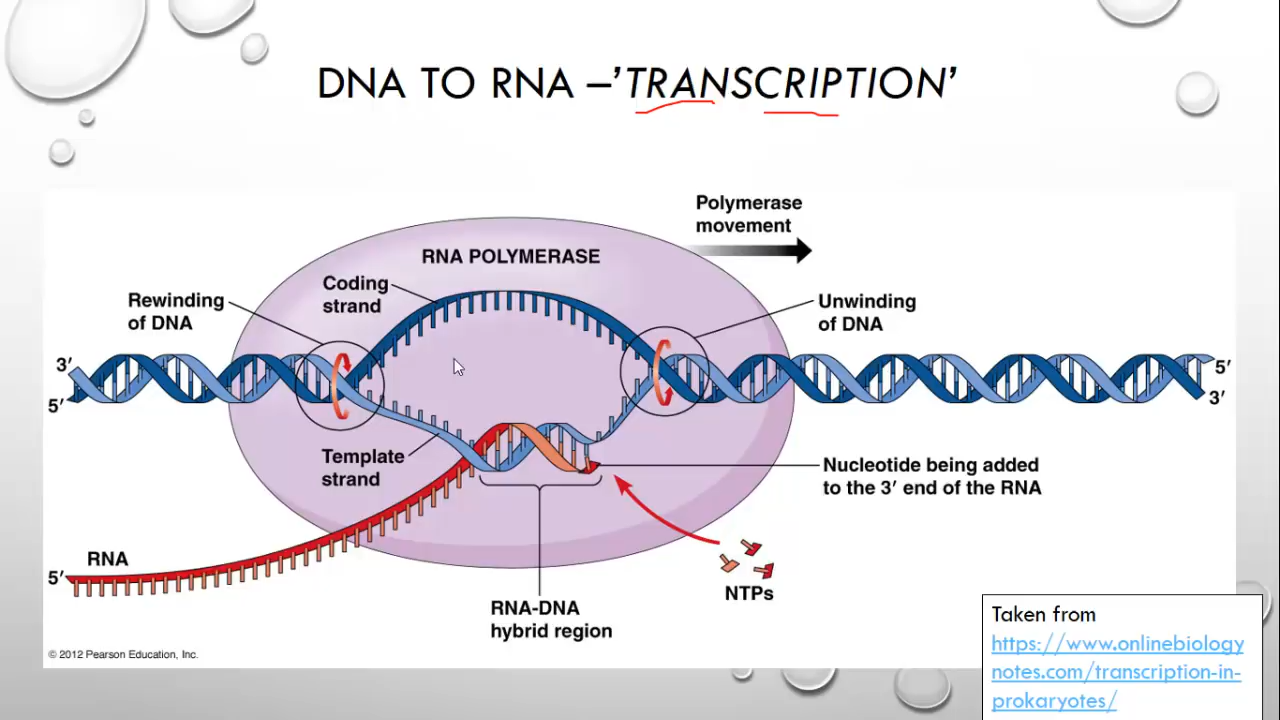 DNA TO RNA –’TRANSCRIPTION’
Polymerase
movement
RNA POLYMERASE
Coding
strand
Rewinding
of DNA
Unwinding
of DNA
3′
5′
5′
3′
Template
strand
Nucleotide being added
to the 3′ end of the RNA
RNA
5′
NTPs
RNA-DNA
hybrid region
© 2012 Pearson Education, Inc.
Taken from
https://www.onlinebiology
notes.com/transcription-in-
prokaryotes/